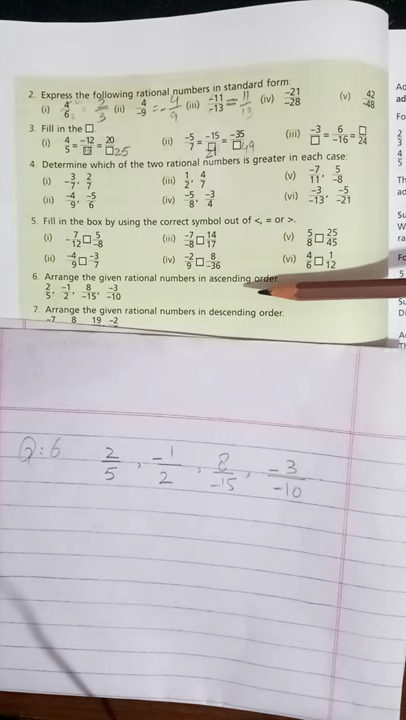 2. Express the following rational numbers in standard form:
(i) 4/6 2/3 (ii) 4/-9 = -4/9 (iii) -11/-13 = 11/13 (iv) -21/-28 (v) 42/-48
3. Fill in the □.
(i) 4/5 = -12/□ = 20/□ 25 (ii) -5/7 = -15/□ 21 = -35/□ 49 (iii) -3/□ = 6/-16 = □/24
4. Determine which of the two rational numbers is greater in each case:
(i) -3/7, 2/7 (iii) 1/2, 4/7 (v) -7/11, 5/-8
(ii) -4/9, -5/6 (iv) -5/8, -3/4 (vi) -3/-13, -5/-21
5. Fill in the box by using the correct symbol out of <, = or >.
(i) -7/12 □ 5/-8 (iii) -7/-8 □ 14/17 (v) 5/8 □ 25/45
(ii) -4/9 □ -3/7 (iv) -2/9 □ 8/-36 (vi) 4/6 □ 1/12
6. Arrange the given rational numbers in ascending order
2/5, -1/2, 8/-15, -3/-10
7. Arrange the given rational numbers in descending order.
-7 8 19 -2
Q:6 2/5, -1/2, 8/-15, -3/-10